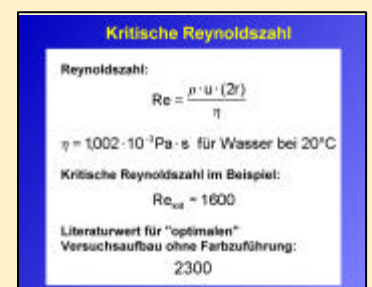 Kritische Reynoldszahl
Reynoldszahl:
Re = ρ · u · (2r) / η
η = 1,002 · 10⁻³ Pa · s für Wasser bei 20°C
Kritische Reynoldszahl im Beispiel:
Re_krit ≈ 1600
Literaturwert für "optimalen"
Versuchsaufbau ohne Farbzuführung:
2300